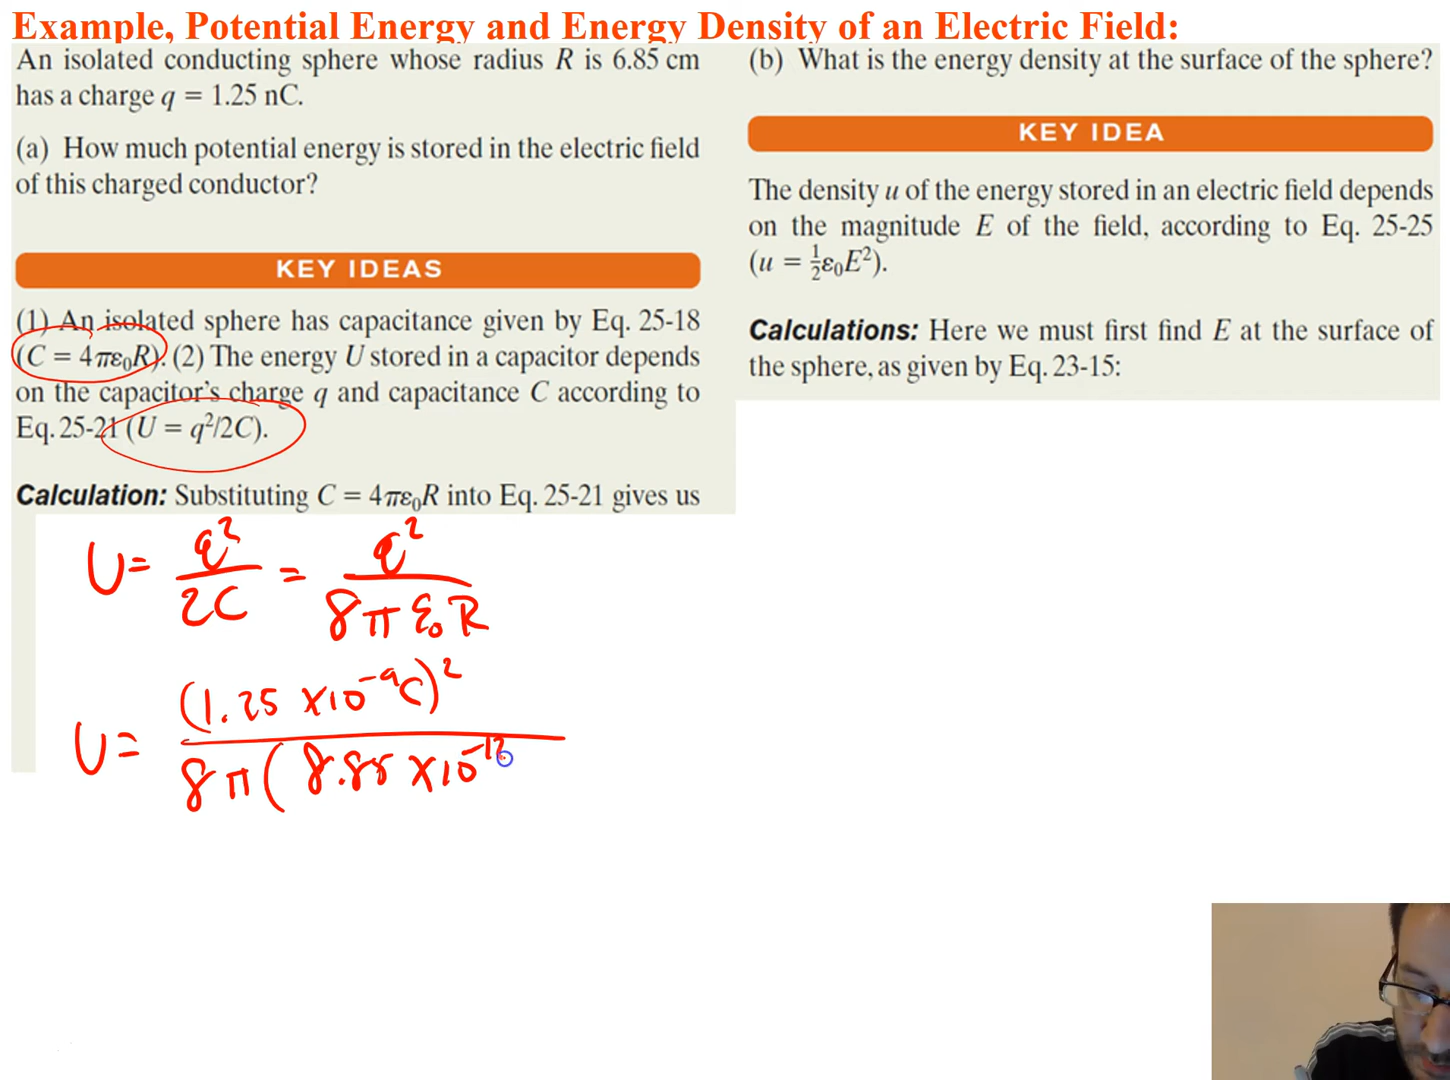 Example, Potential Energy and Energy Density of an Electric Field:
An isolated conducting sphere whose radius R is 6.85 cm
has a charge q = 1.25 nC.
(a) How much potential energy is stored in the electric field
of this charged conductor?
KEY IDEAS
(1) An isolated sphere has capacitance given by Eq. 25-18
(C = 4πε₀R). (2) The energy U stored in a capacitor depends
on the capacitor's charge q and capacitance C according to
Eq. 25-21 (U = q²/2C).
Calculation: Substituting C = 4πε₀R into Eq. 25-21 gives us
U = q²/2C = q²/8πε₀R
U = (1.25 ×10⁻⁹C)²/8π(8.85 ×10⁻¹²
(b) What is the energy density at the surface of the sphere?
KEY IDEA
The density u of the energy stored in an electric field depends
on the magnitude E of the field, according to Eq. 25-25
(u = ½ε₀E²).
Calculations: Here we must first find E at the surface of
the sphere, as given by Eq. 23-15: